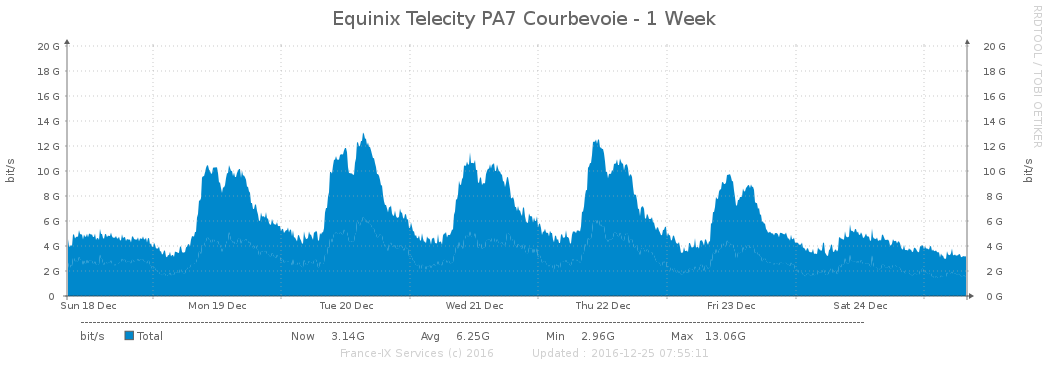 Equinix Telecity PA7 Courbevoie - 1 Week
RRDTOOL / TOBI OETIKER
bit/s
20 G
18 G
16 G
14 G
12 G
10 G
8 G
6 G
4 G
2 G
0
20 G
18 G
16 G
14 G
12 G
10 G
8 G
6 G
4 G
2 G
0 G
bit/s
Sun 18 Dec Mon 19 Dec Tue 20 Dec Wed 21 Dec Thu 22 Dec Fri 23 Dec Sat 24 Dec
bit/s Total Now 3.14G Avg 6.25G Min 2.96G Max 13.06G
France-IX Services (c) 2016 Updated : 2016-12-25 07:55:11